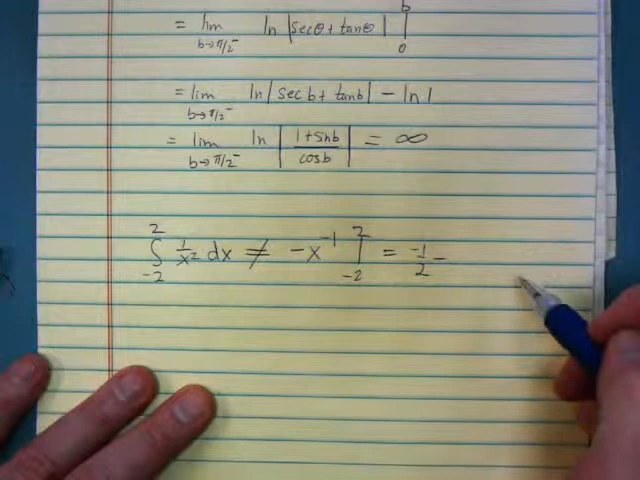 = lim b→π/2⁻ ln |secθ + tanθ| |₀ᵇ
= lim b→π/2⁻ ln |sec b + tan b| − ln 1
= lim b→π/2⁻ ln |(1 + sin b)/(cos b)| = ∞
∫₋₂² 1/x² dx ≠ −x⁻¹ |₋₂² = −1/2 −